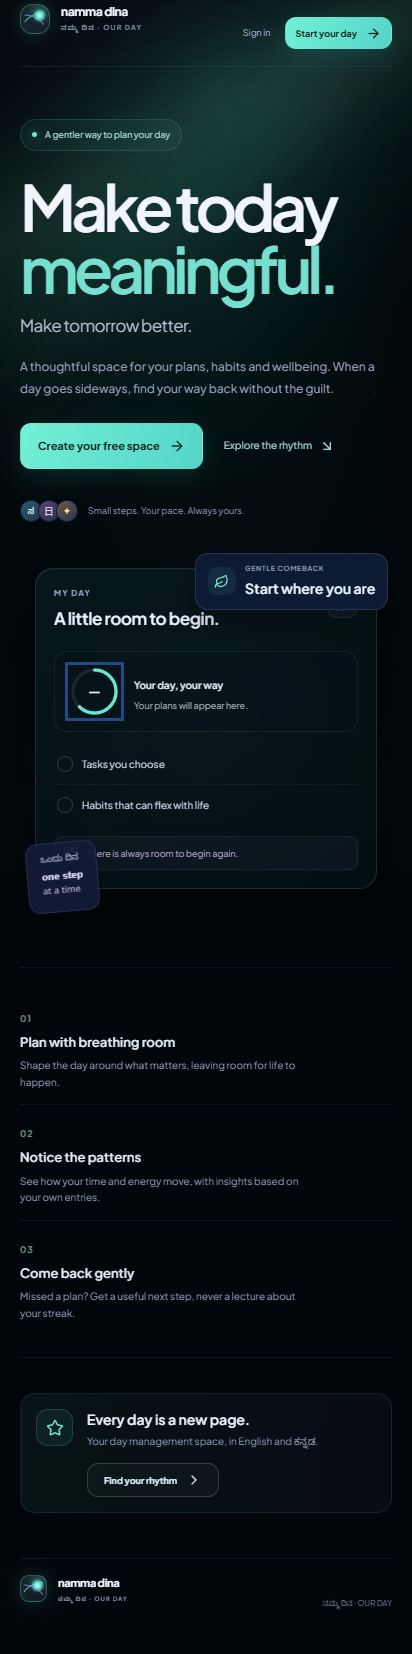 namma dina
ನಮ್ಮ ದಿನ · OUR DAY
Sign in
Start your day
A gentler way to plan your day
Make today
meaningful.
Make tomorrow better.
A thoughtful space for your plans, habits and wellbeing. When a
day goes sideways, find your way back without the guilt.
Create your free space
Explore the rhythm
ನ
日
Small steps. Your pace. Always yours.
GENTLE COMEBACK
Start where you are
MY DAY
A little room to begin.
Your day, your way
Your plans will appear here.
Tasks you choose
Habits that can flex with life
here is always room to begin again.
ಒಂದು ದಿನ
one step
at a time
01
Plan with breathing room
Shape the day around what matters, leaving room for life to
happen.
02
Notice the patterns
See how your time and energy move, with insights based on
your own entries.
03
Come back gently
Missed a plan? Get a useful next step, never a lecture about
your streak.
Every day is a new page.
Your day management space, in English and ಕನ್ನಡ.
Find your rhythm
namma dina
ನಮ್ಮ ದಿನ · OUR DAY
ನಮ್ಮ ದಿನ · OUR DAY